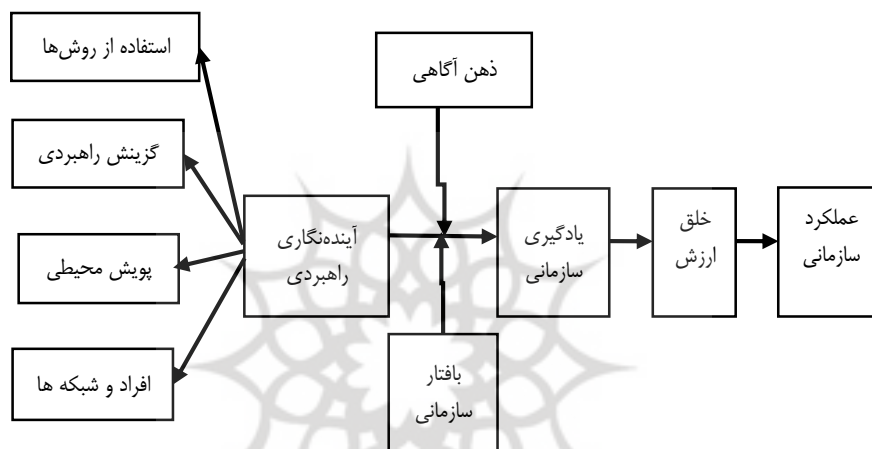 استفاده از روش‌ها
ذهن آگاهی
گزینش راهبردی
آینده‌نگاری
راهبردی
یادگیری
سازمانی
خلق
ارزش
عملکرد
سازمانی
پویش محیطی
افراد و شبکه ها
بافتار
سازمانی